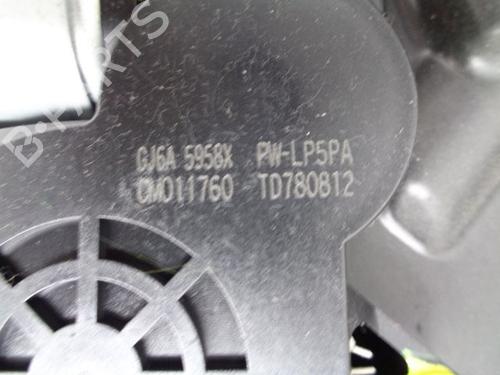 B-PARTS
GJ6A 5958X PW-LP5PA
CM011760 TD780812